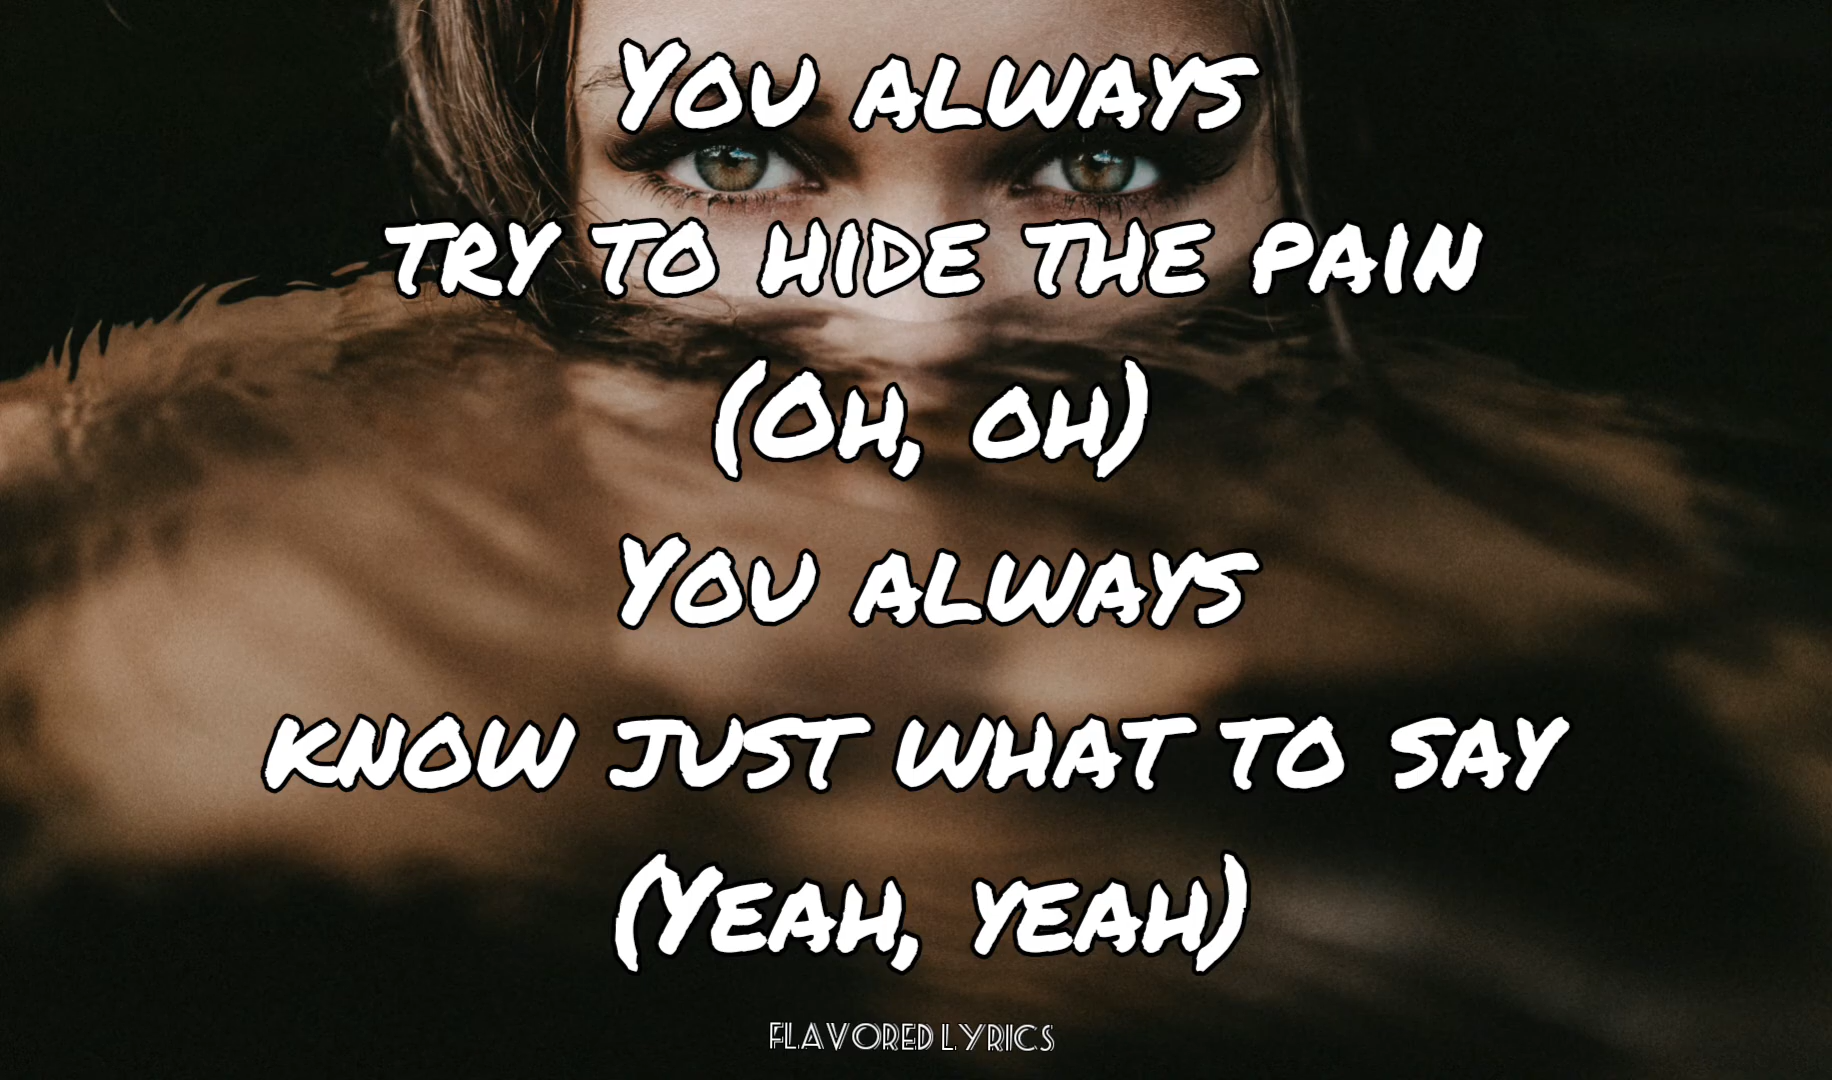 You always
try to hide the pain
(Oh, oh)
You always
know just what to say
(Yeah, yeah)
FLAVORED LYRICS